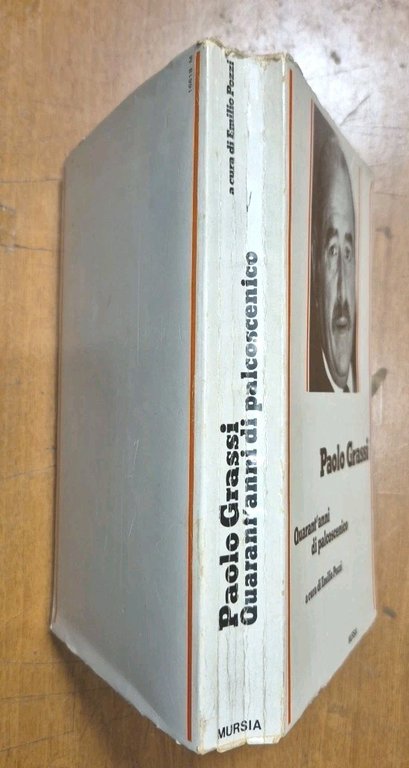 Paolo Grassi
Quarant'anni di palcoscenico
a cura di Emilio Pozzi
MURSIA
Paolo Grassi
Quarant'anni
di palcoscenico
a cura di Emilio Pozzi
MURSIA